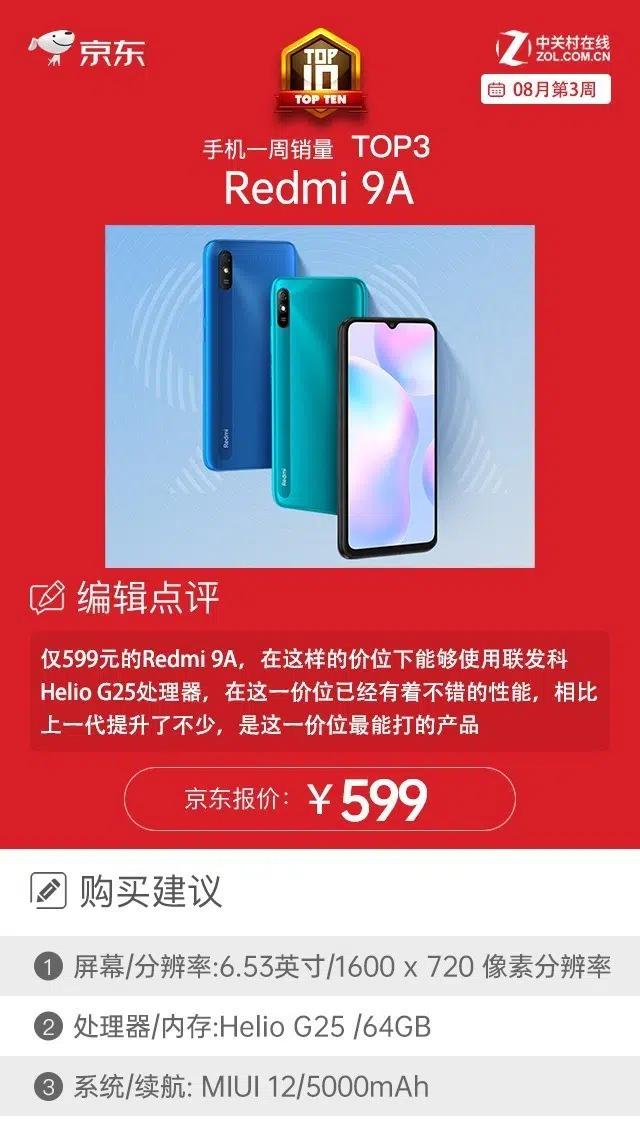 京东
TOP
10
TOP TEN
中关村在线
ZOL.COM.CN
08月第3周
手机一周销量 TOP3
Redmi 9A
Redmi
Redmi
编辑点评
仅599元的Redmi 9A，在这样的价位下能够使用联发科
Helio G25处理器，在这一价位已经有着不错的性能，相比
上一代提升了不少，是这一价位最能打的产品
京东报价：￥599
购买建议
1 屏幕/分辨率:6.53英寸/1600 x 720 像素分辨率
2 处理器/内存:Helio G25 /64GB
3 系统/续航: MIUI 12/5000mAh